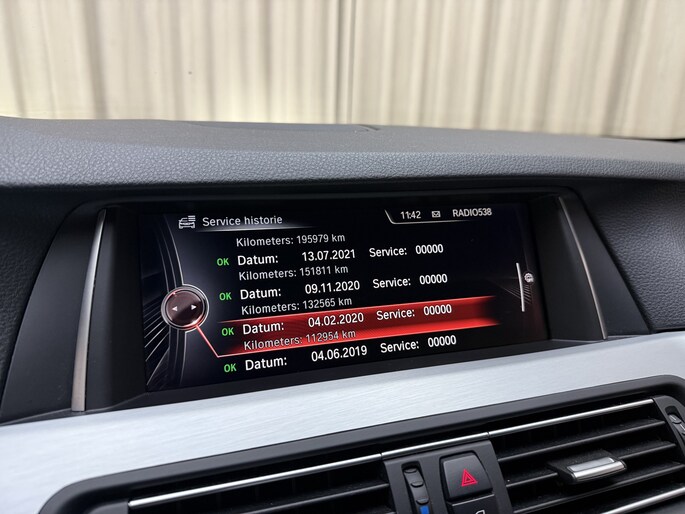 Service historie 11:42 RADIO538
Kilometers: 195979 km
OK Datum: 13.07.2021 Service: 00000
Kilometers: 151811 km
OK Datum: 09.11.2020 Service: 00000
Kilometers: 132565 km
OK Datum: 04.02.2020 Service: 00000
Kilometers: 112954 km
OK Datum: 04.06.2019 Service: 00000